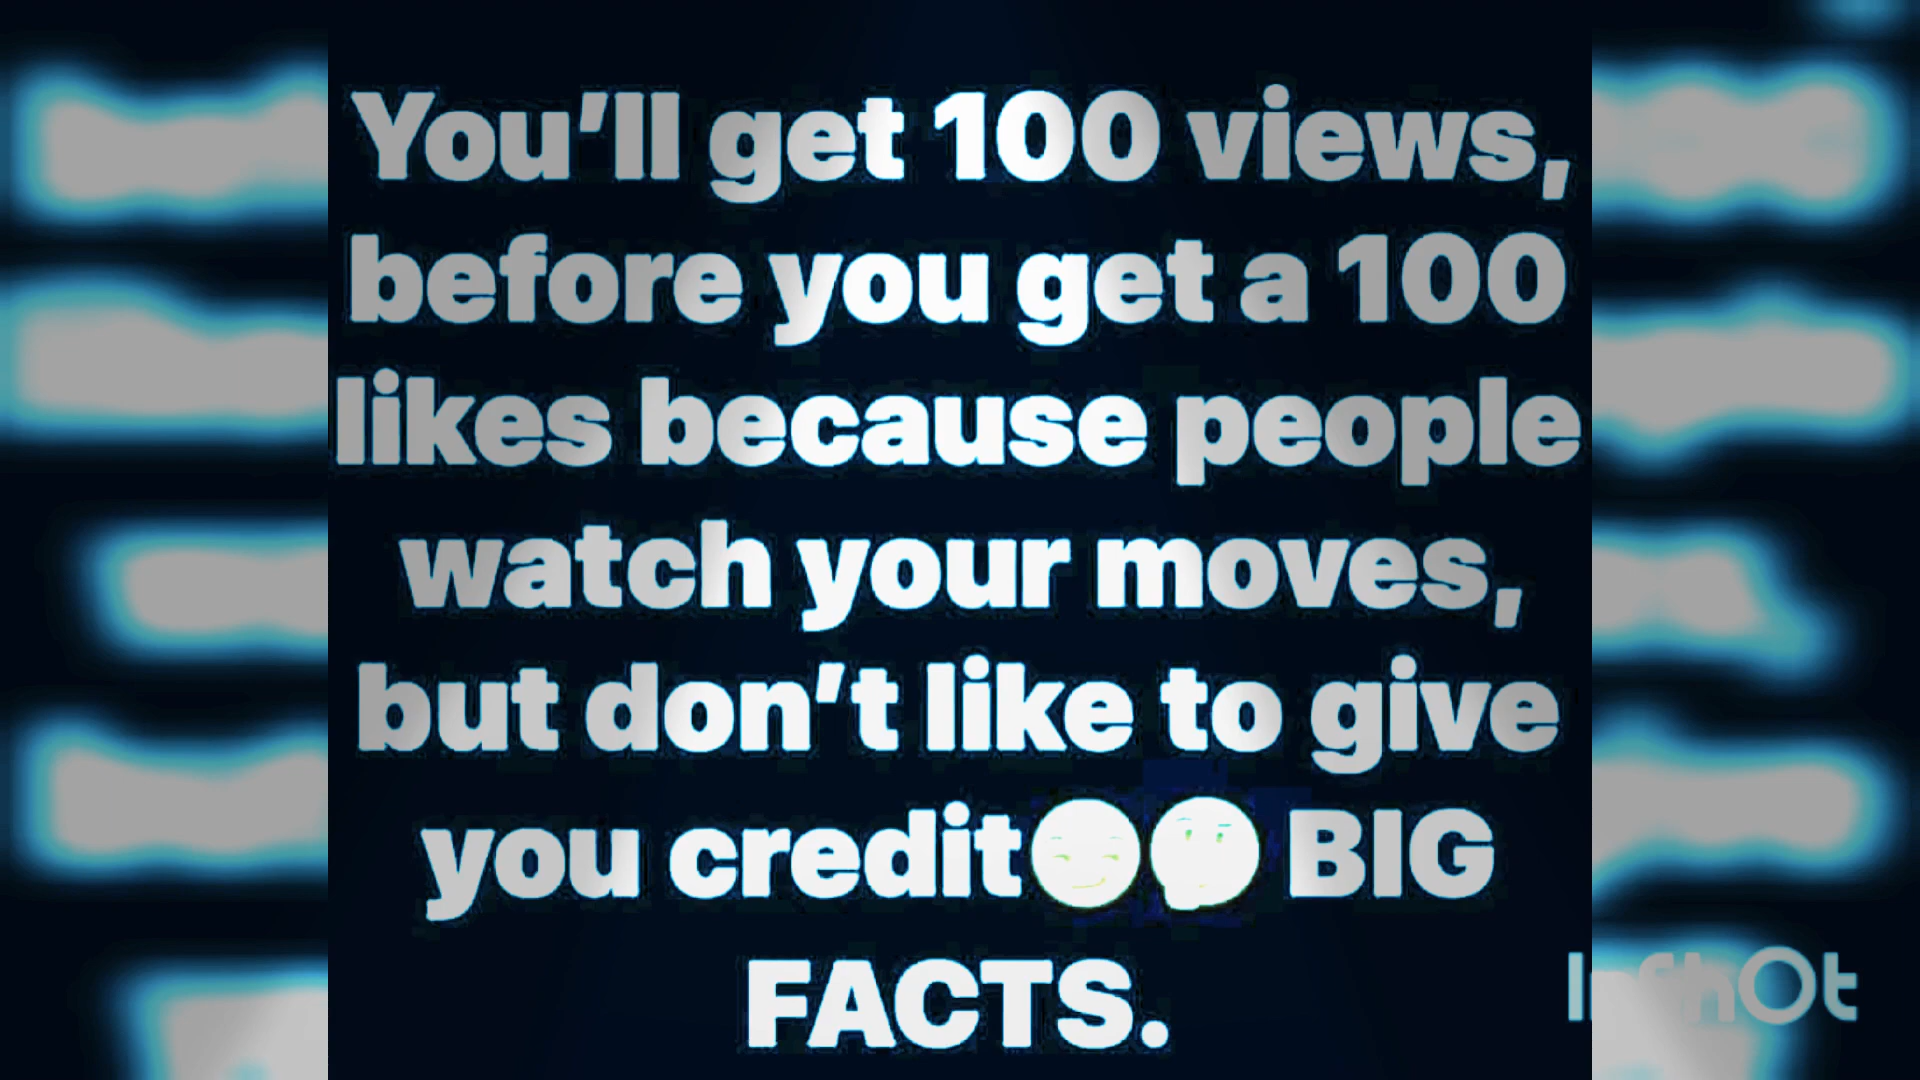 You’ll get 100 views,
before you get a 100
likes because people
watch your moves,
but don’t like to give
you credit😏🤔 BIG
FACTS.
InShOt